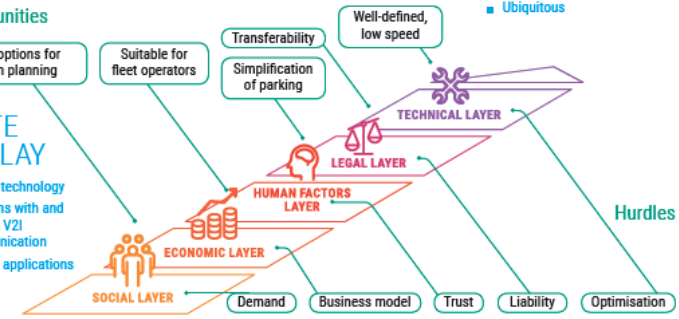 unities
Ubiquitous
options for
n planning
Suitable for
fleet operators
Transferability
Simplification
of parking
Well-defined,
low speed
TE
LAY
technology
ns with and
V2I
nication
applications
TECHNICAL LAYER
LEGAL LAYER
HUMAN FACTORS
LAYER
ECONOMIC LAYER
SOCIAL LAYER
Hurdles
Demand
Business model
Trust
Liability
Optimisation